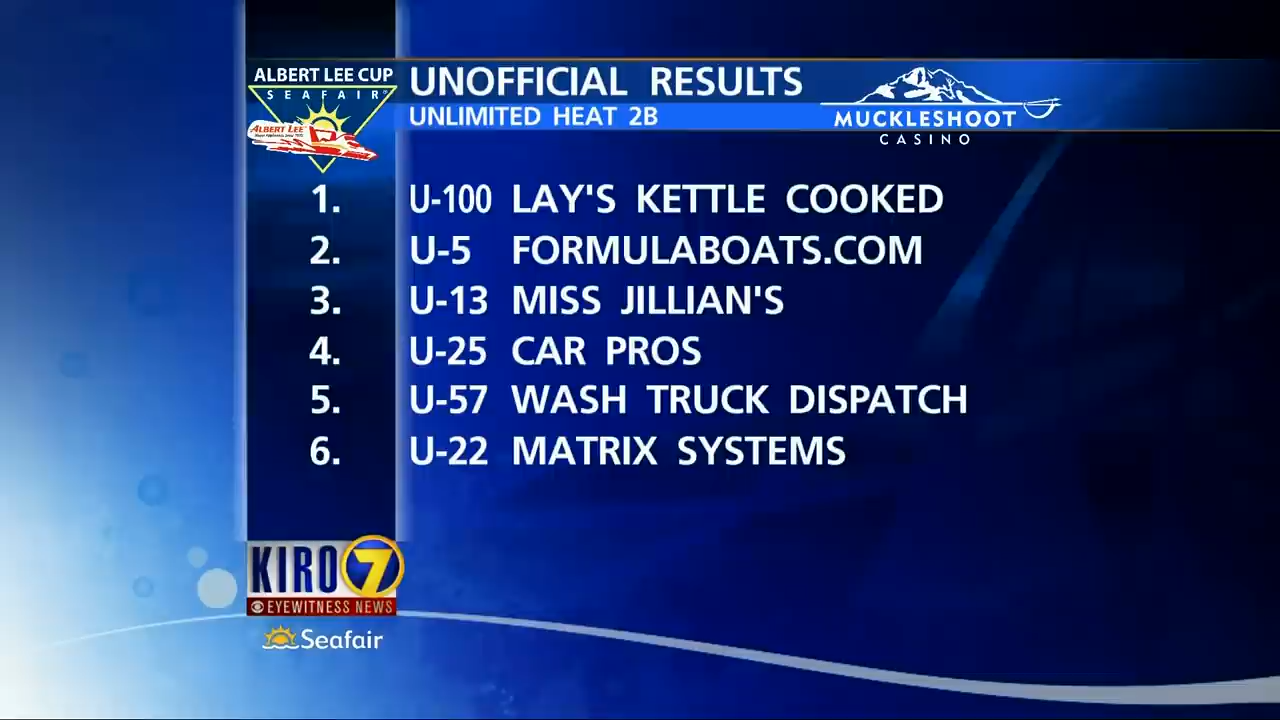 ALBERT LEE CUP
SEAFAIR®
ALBERT LEE
UNOFFICIAL RESULTS
UNLIMITED HEAT 2B
MUCKLESHOOT
CASINO
1. U-100 LAY'S KETTLE COOKED
2. U-5 FORMULABOATS.COM
3. U-13 MISS JILLIAN'S
4. U-25 CAR PROS
5. U-57 WASH TRUCK DISPATCH
6. U-22 MATRIX SYSTEMS
KIRO 7
EYEWITNESS NEWS
Seafair